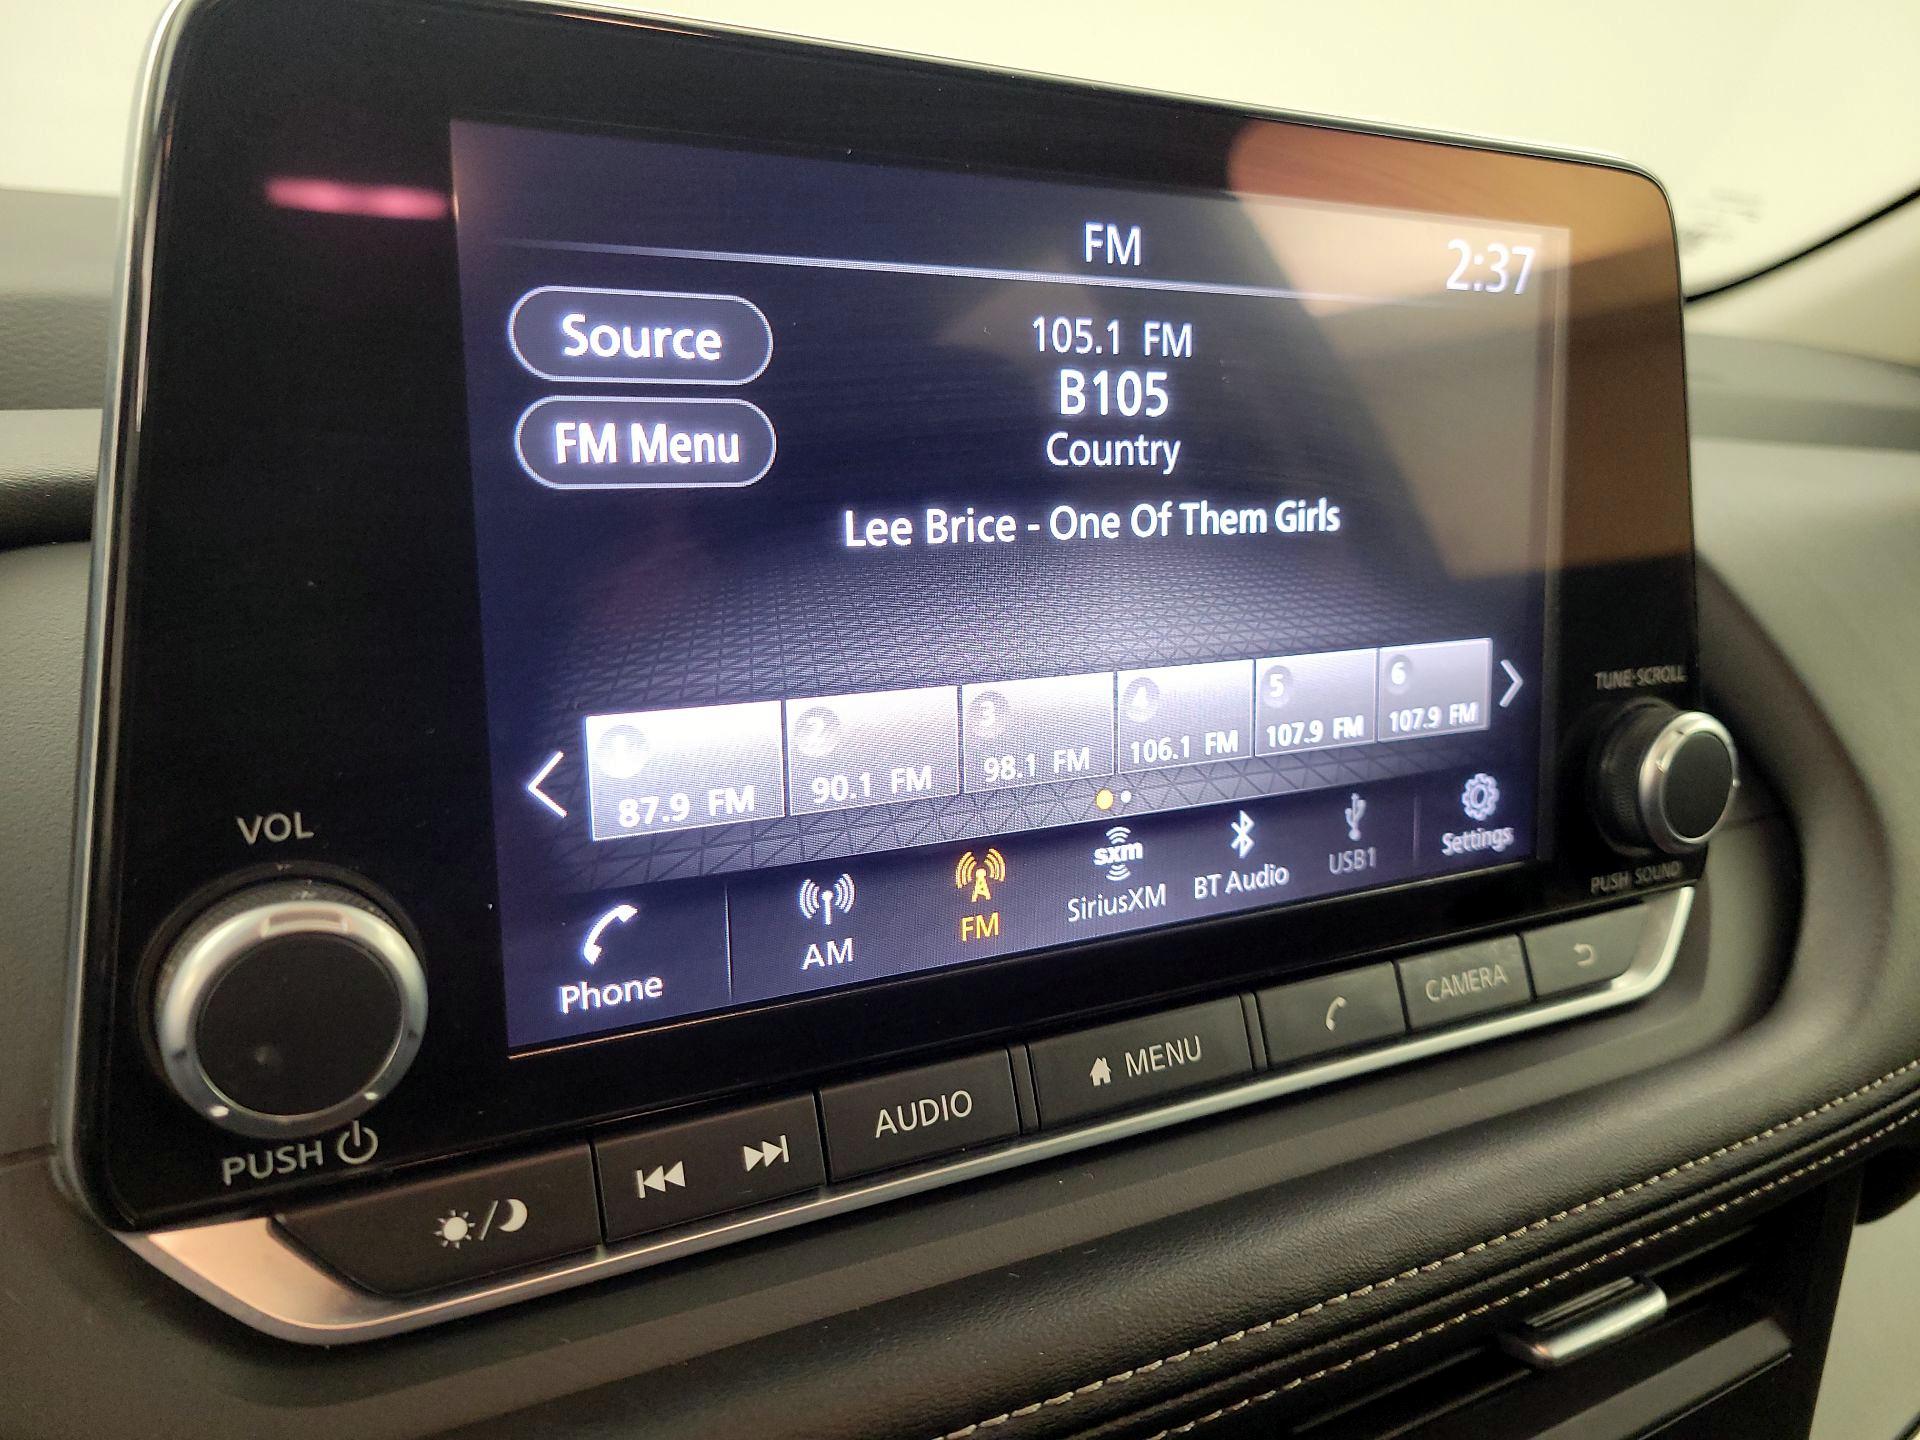 FM
2:37
Source
FM Menu
105.1 FM
B105
Country
Lee Brice - One Of Them Girls
1
87.9 FM
2
90.1 FM
3
98.1 FM
4
106.1 FM
5
107.9 FM
6
107.9 FM
Phone
AM
FM
sxm
SiriusXM
BT Audio
USB1
Settings
VOL
PUSH
TUNE·SCROLL
PUSH SOUND
AUDIO
MENU
CAMERA